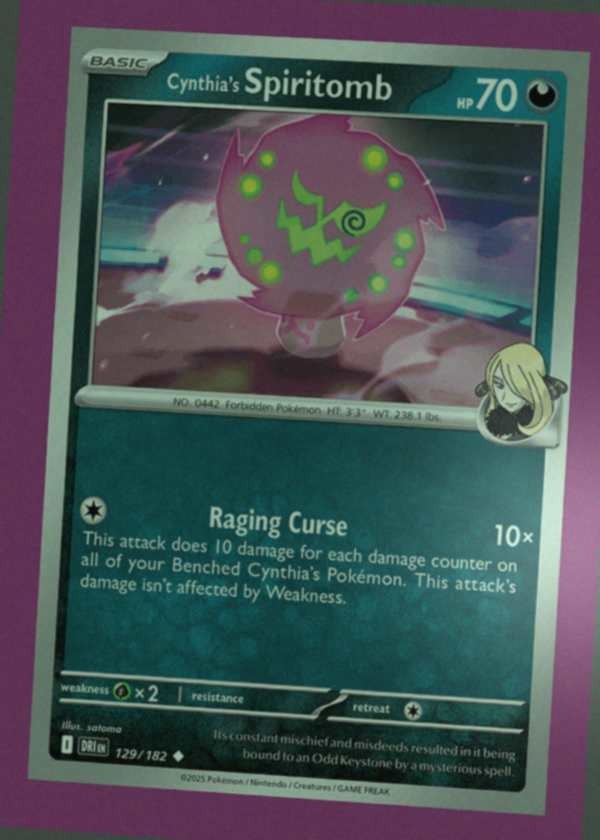 BASIC
Cynthia's Spiritomb HP 70
NO. 0442 Forbidden Pokémon HT: 3'3" WT: 238.1 lbs.
Raging Curse 10×
This attack does 10 damage for each damage counter on
all of your Benched Cynthia's Pokémon. This attack's
damage isn't affected by Weakness.
weakness ×2 resistance retreat
Illus. satoma
I DRI EN 129/182
Its constant mischief and misdeeds resulted in it being
bound to an Odd Keystone by a mysterious spell.
©2025 Pokémon / Nintendo / Creatures / GAME FREAK